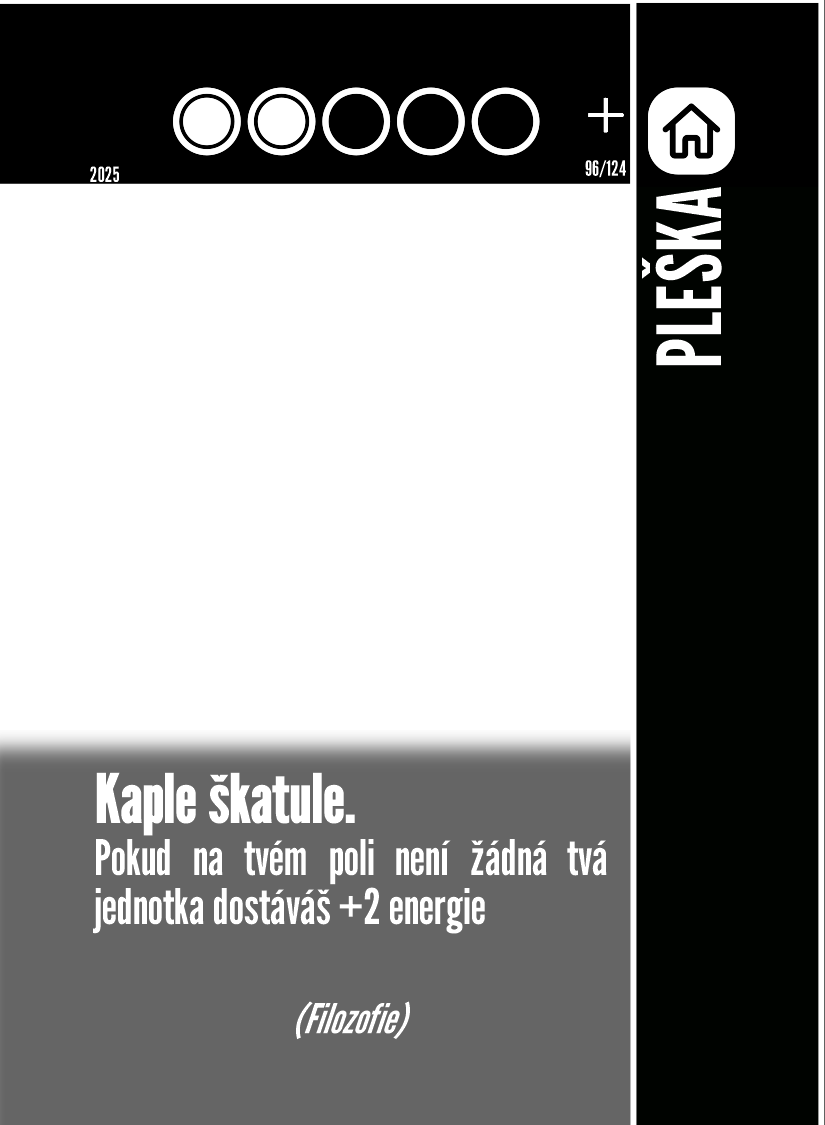 +
2025
96/124
PLEŠKA
Kaple škatule.
Pokud na tvém poli není žádná tvá
jednotka dostáváš +2 energie
(Filozofie)